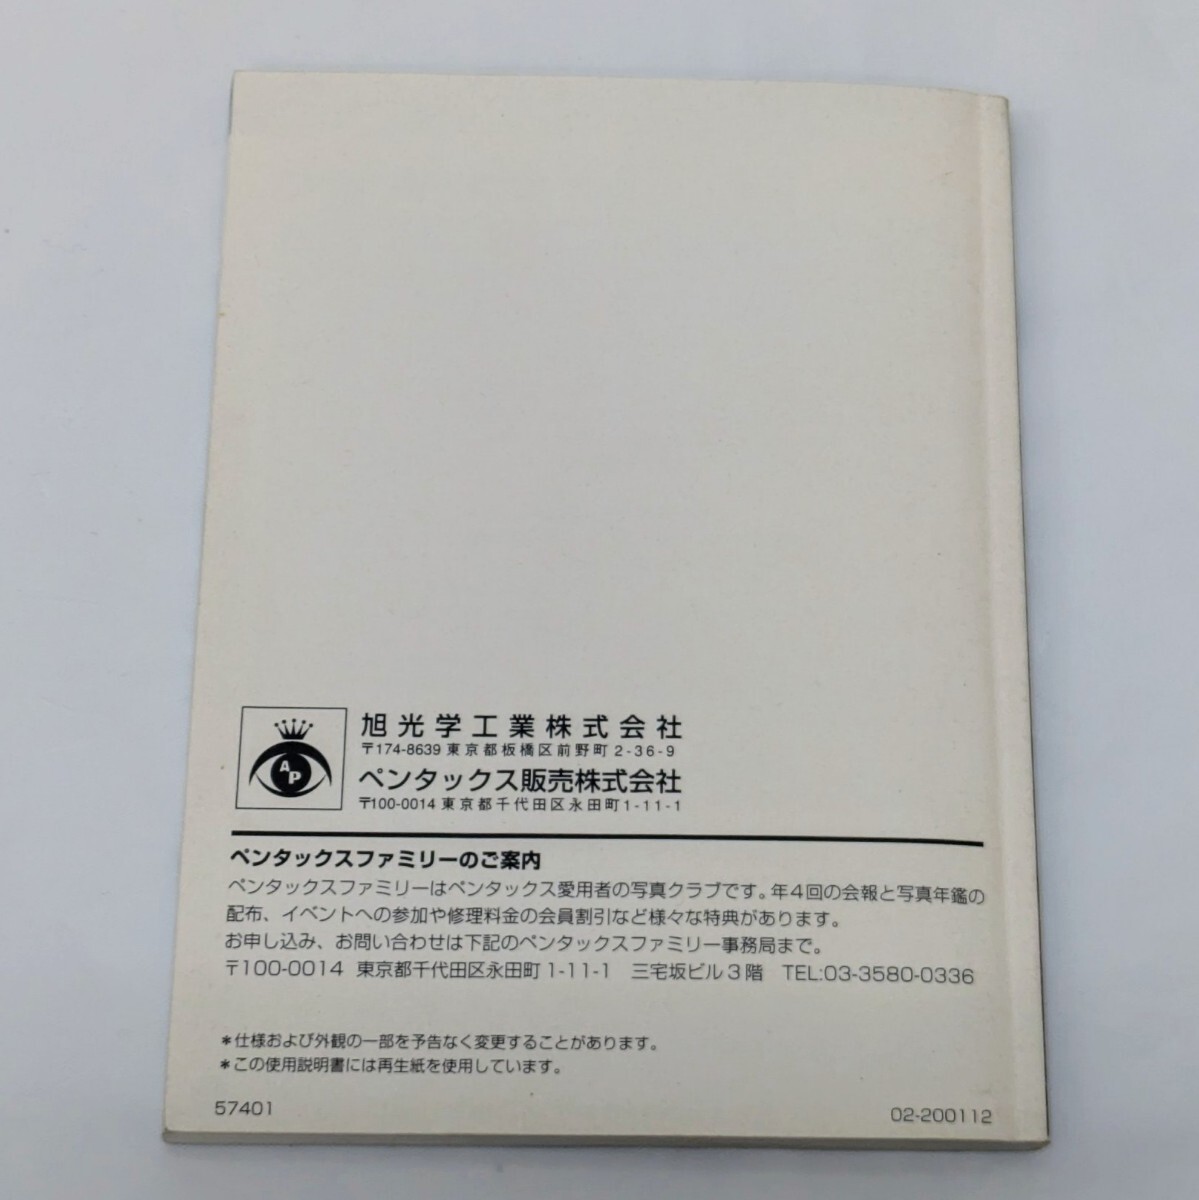 AP
旭光学工業株式会社
〒174-8639 東京都板橋区前野町 2-36-9
ペンタックス販売株式会社
〒100-0014 東京都千代田区永田町1-11-1
ペンタックスファミリーのご案内
ペンタックスファミリーはペンタックス愛用者の写真クラブです。年4回の会報と写真年鑑の
配布、イベントへの参加や修理料金の会員割引など様々な特典があります。
お申し込み、お問い合わせは下記のペンタックスファミリー事務局まで。
〒100-0014 東京都千代田区永田町1-11-1 三宅坂ビル3階 TEL:03-3580-0336
*仕様および外観の一部を予告なく変更することがあります。
*この使用説明書には再生紙を使用しています。
57401
02-200112